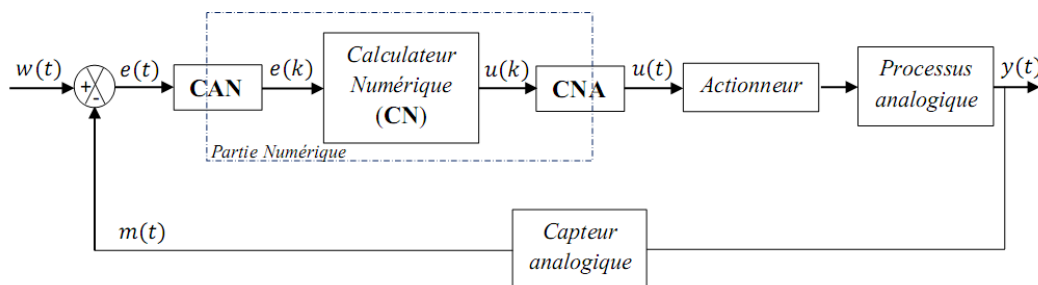 w(t)
+
-
e(t)
CAN
e(k)
Calculateur
Numérique
(CN)
u(k)
CNA
u(t)
Actionneur
Processus
analogique
y(t)
Partie Numérique
m(t)
Capteur
analogique